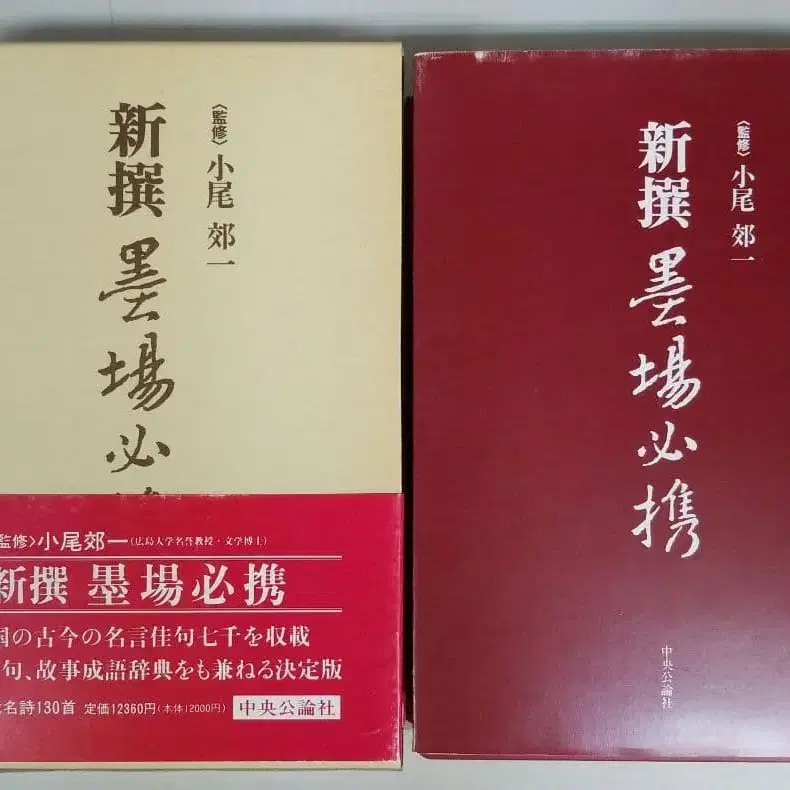 〈監修〉小尾郊一
新撰 墨場必
監修〉小尾郊一(広島大学名誉教授・文学博士)
新撰 墨場必携
国の古今の名言佳句七千を収載
句、故事成語辞典をも兼ねる決定版
名詩130首 定価12360円(本体12000円) 中央公論社
〈監修〉小尾郊一
新撰 墨場必携
中央公論社